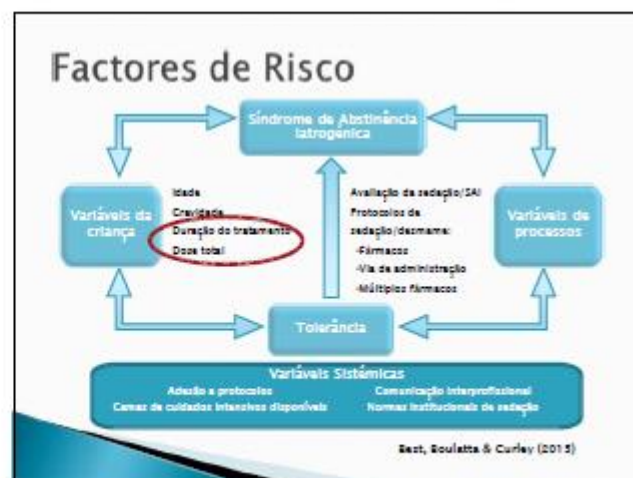 Factores de Risco
Síndrome de Abstinência
Iatrogénica
Variáveis da
criança
Idade
Gravidade
Duração do tratamento
Dose total
Avaliação da sedação/SAI
Protocolos de
sedação/desmame:
-Fármacos
-Via de administração
-Múltiplos fármacos
Variáveis de
processos
Tolerância
Variáveis Sistémicas
Adesão a protocolos
Comunicação interprofissional
Camas de cuidados intensivos disponíveis
Normas institucionais de sedação
Best, Boulatta & Curley (2015)